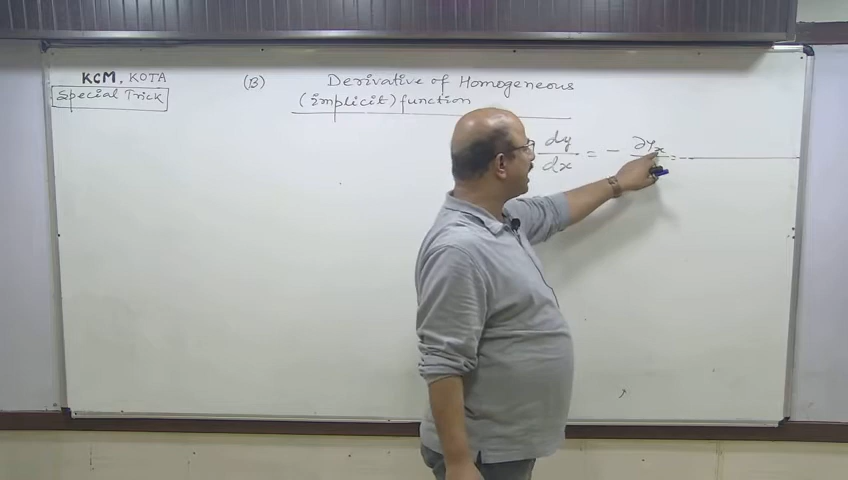 KCM, KOTA
Special Trick
(B) Derivative of Homogeneous
(implicit) function
dy
dx
= -
=